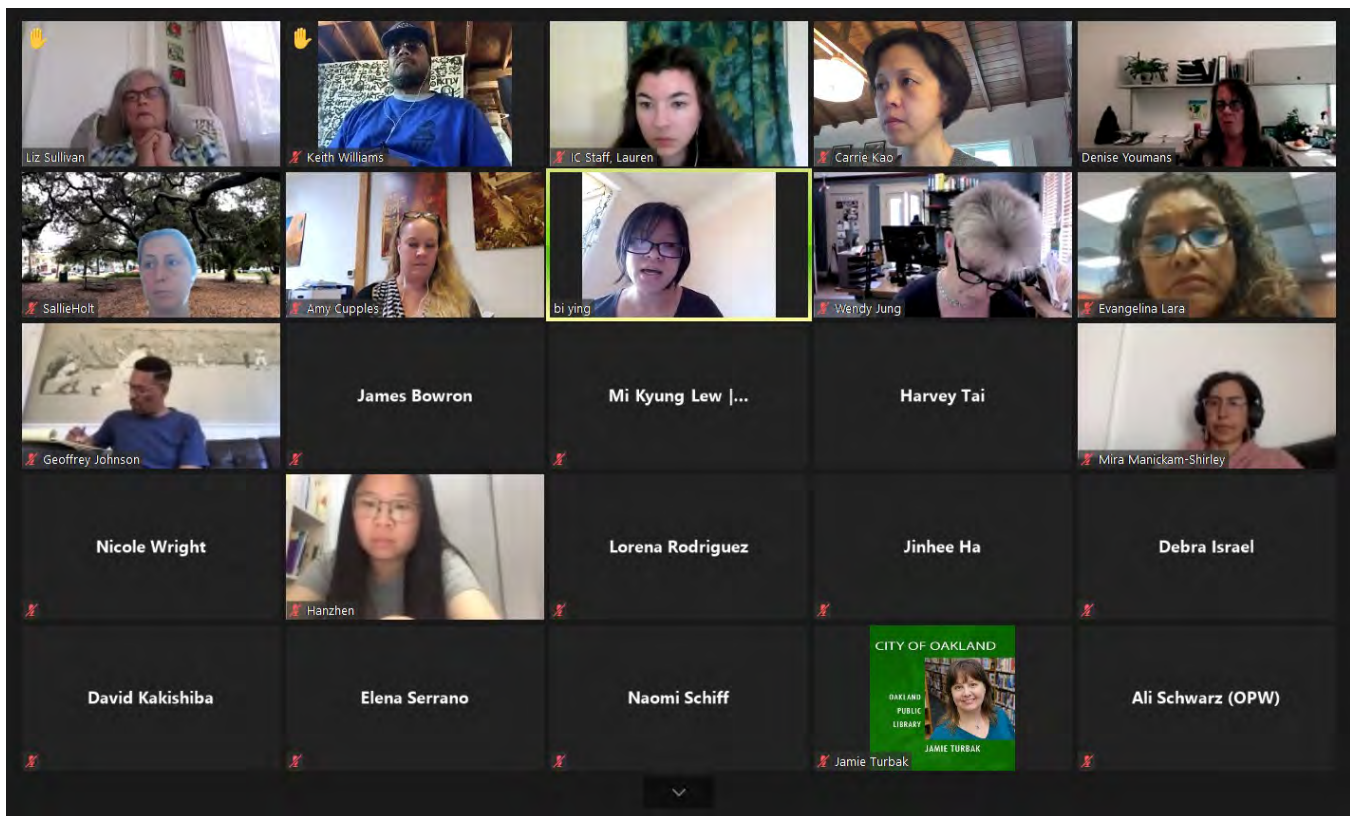 Liz Sullivan
Keith Williams
IC Staff, Lauren
Carrie Kao
Denise Youmans
SallieHolt
Amy Cupples
bi ying
Wendy Jung
Evangelina Lara
Geoffrey Johnson
James Bowron
Mi Kyung Lew |...
Harvey Tai
Mira Manickam-Shirley
Nicole Wright
Hanzhen
Lorena Rodriguez
Jinhee Ha
Debra Israel
David Kakishiba
Elena Serrano
Naomi Schiff
CITY OF OAKLAND
OAKLAND
PUBLIC
LIBRARY
JAMIE TURBAK
Jamie Turbak
Ali Schwarz (OPW)